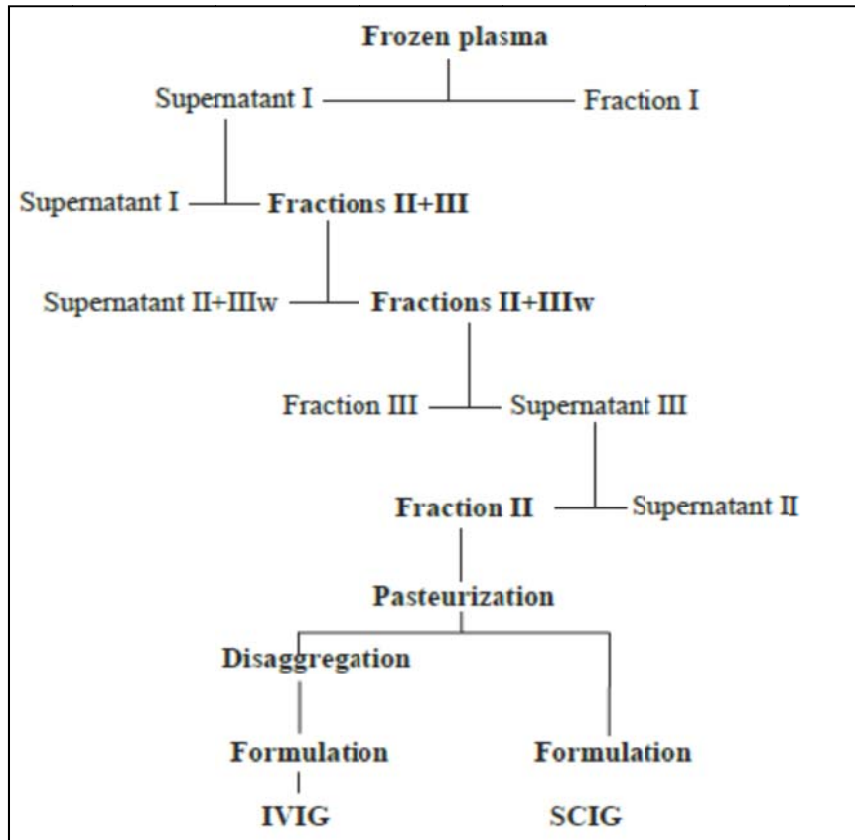 Frozen plasma
Supernatant I
Fraction I
Supernatant I
Fractions II+III
Supernatant II+IIIw
Fractions II+IIIw
Fraction III
Supernatant III
Fraction II
Supernatant II
Pasteurization
Disaggregation
Formulation
Formulation
IVIG
SCIG